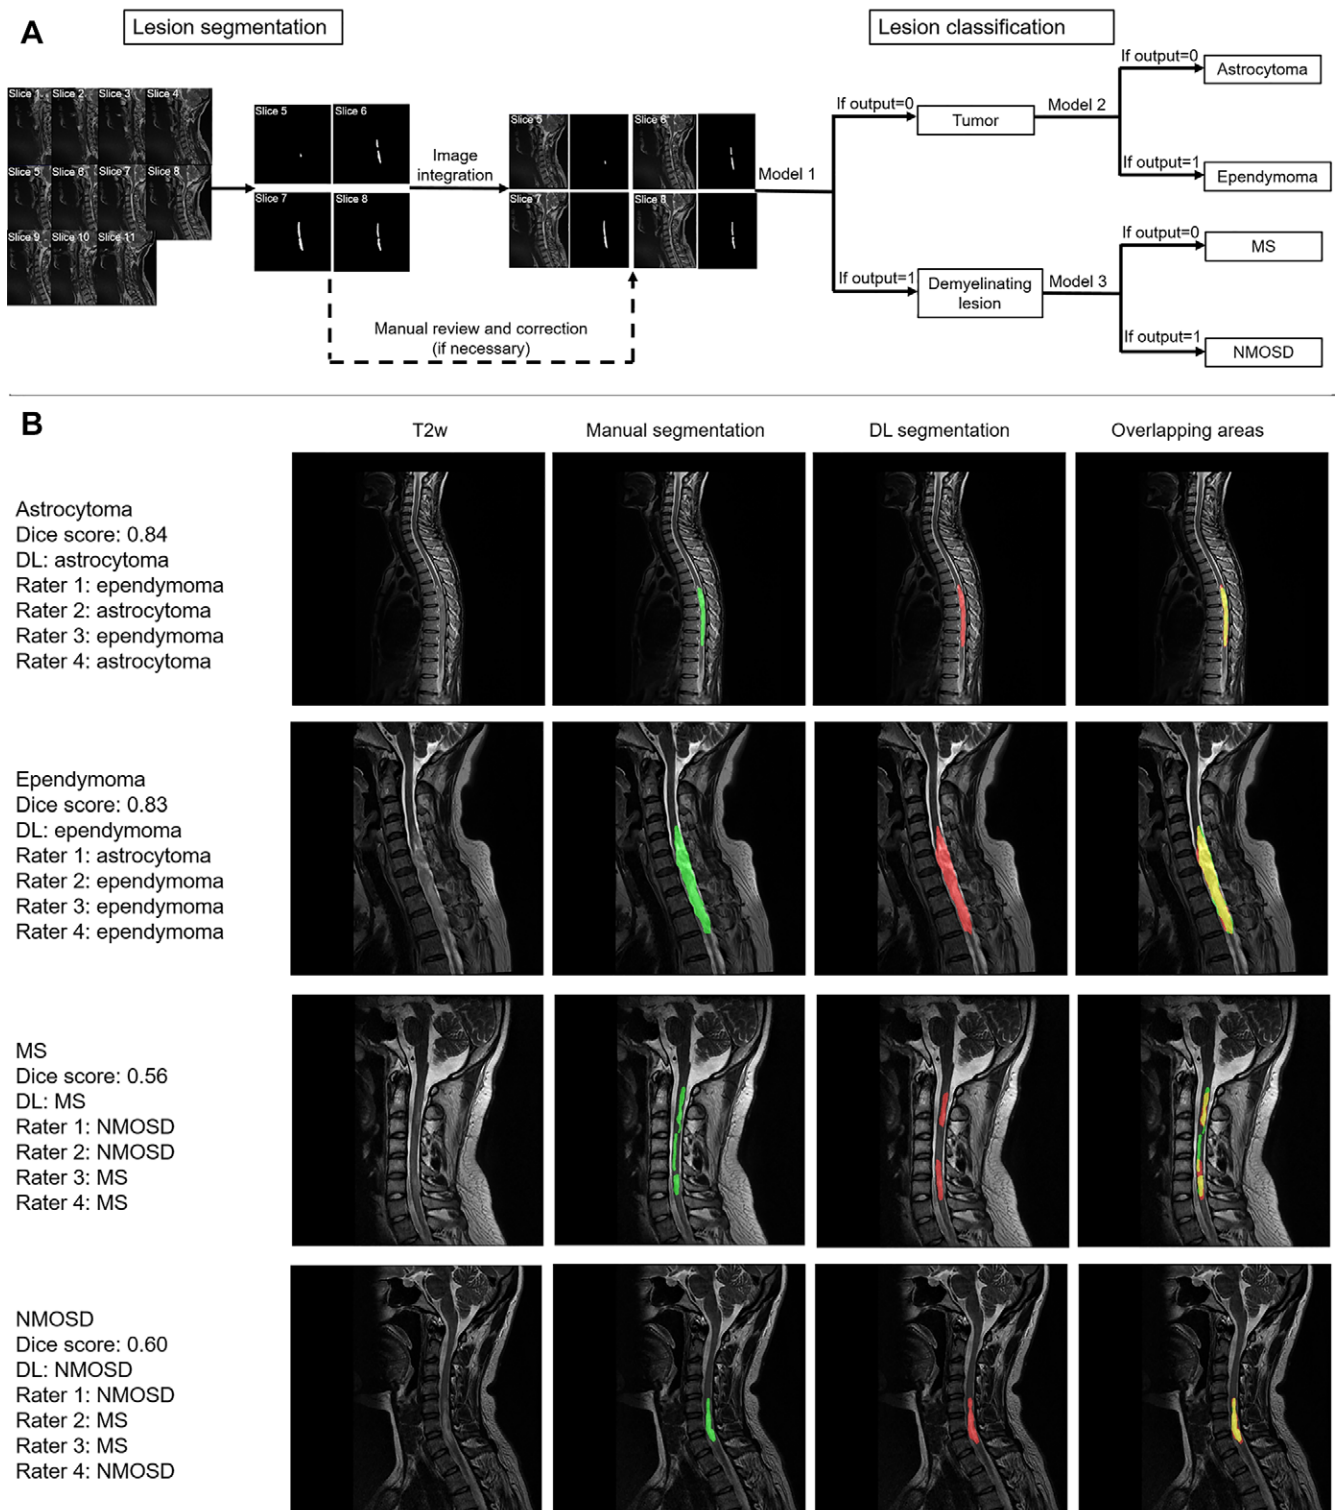 A
Lesion segmentation
Lesion classification
Slice 1
Slice 2
Slice 3
Slice 4
Slice 5
Slice 6
Slice 7
Slice 8
Slice 9
Slice 10
Slice 11
Slice 5
Slice 6
Slice 7
Slice 8
Image
integration
Slice 5
Slice 6
Slice 7
Slice 8
Manual review and correction
(if necessary)
Model 1
If output=0
Tumor
Model 2
If output=0
Astrocytoma
If output=1
Ependymoma
If output=1
Demyelinating
lesion
Model 3
If output=0
MS
If output=1
NMOSD
B
T2w
Manual segmentation
DL segmentation
Overlapping areas
Astrocytoma
Dice score: 0.84
DL: astrocytoma
Rater 1: ependymoma
Rater 2: astrocytoma
Rater 3: ependymoma
Rater 4: astrocytoma
Ependymoma
Dice score: 0.83
DL: ependymoma
Rater 1: astrocytoma
Rater 2: ependymoma
Rater 3: ependymoma
Rater 4: ependymoma
MS
Dice score: 0.56
DL: MS
Rater 1: NMOSD
Rater 2: NMOSD
Rater 3: MS
Rater 4: MS
NMOSD
Dice score: 0.60
DL: NMOSD
Rater 1: NMOSD
Rater 2: MS
Rater 3: MS
Rater 4: NMOSD